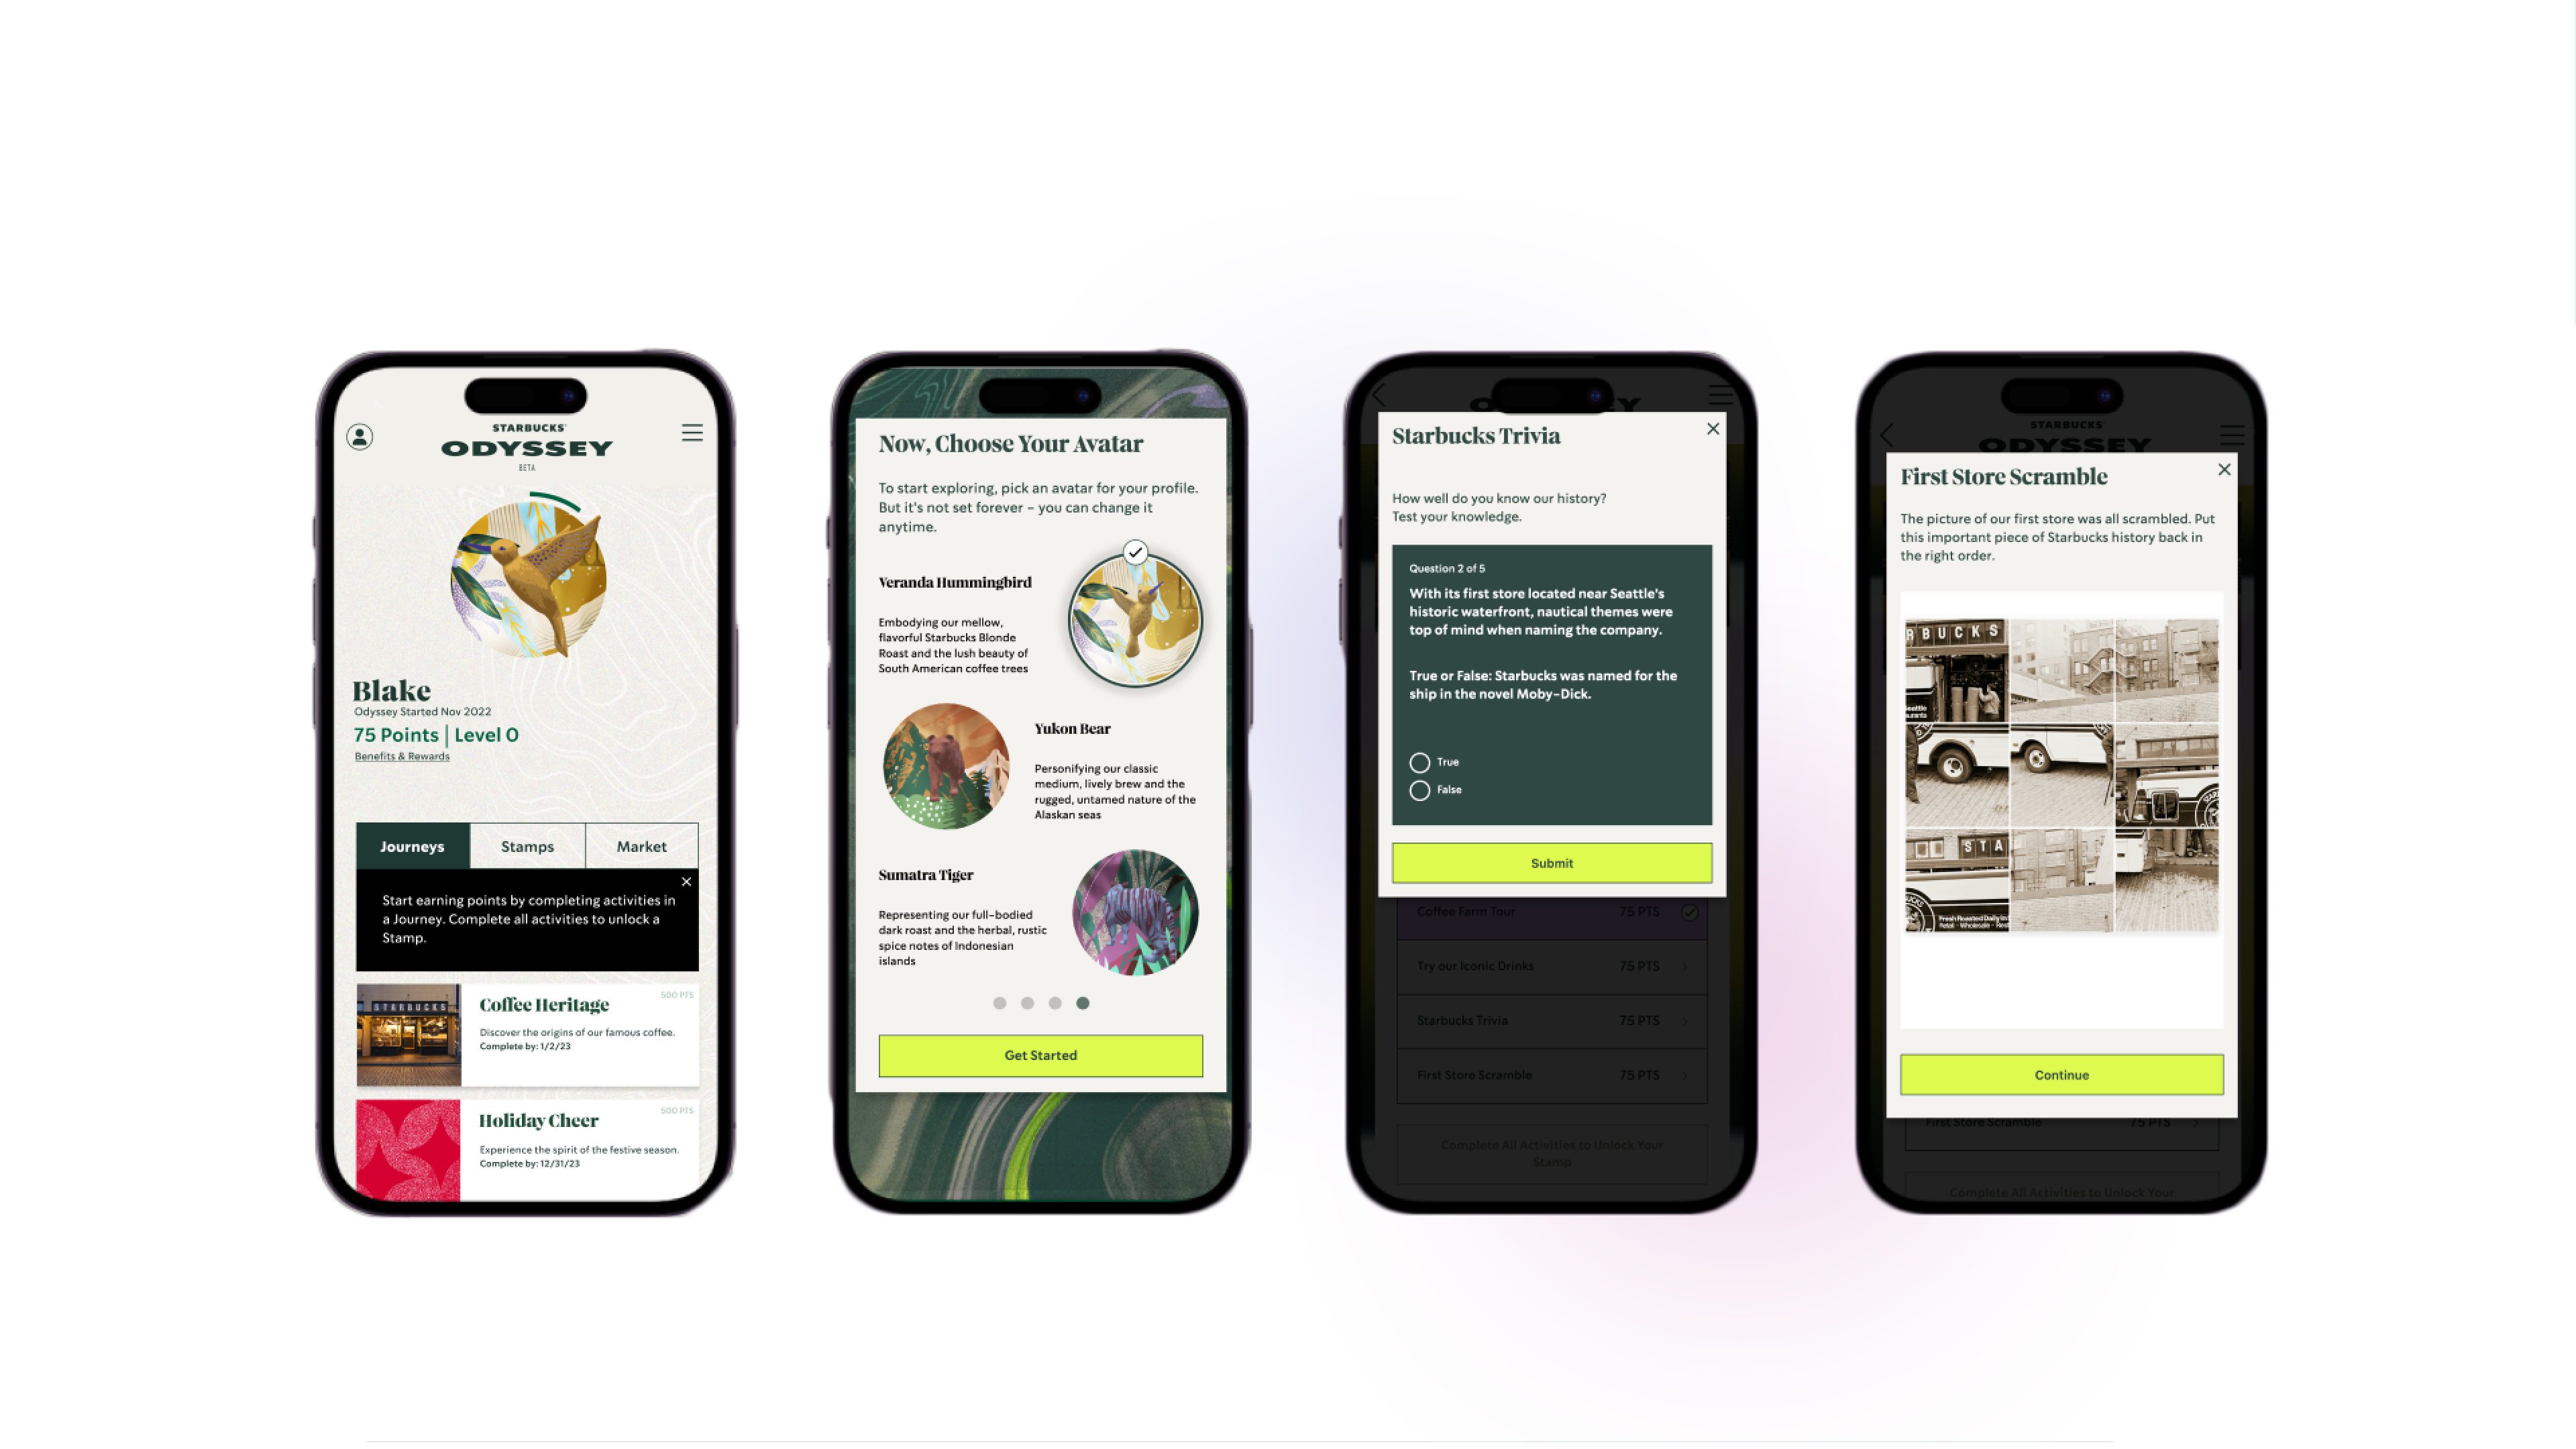 STARBUCKS
ODYSSEY
BETA
Blake
Odyssey Started Nov 2022
75 Points | Level 0
Benefits & Rewards
Journeys
Stamps
Market
Start earning points by completing activities in
a Journey. Complete all activities to unlock a
Stamp.
STARBUCKS
Coffee Heritage
500 PTS
Discover the origins of our famous coffee.
Complete by: 1/2/23
Holiday Cheer
500 PTS
Experience the spirit of the festive season.
Complete by: 12/31/23
Now, Choose Your Avatar
To start exploring, pick an avatar for your profile.
But it's not set forever – you can change it
anytime.
Veranda Hummingbird
Embodying our mellow,
flavorful Starbucks Blonde
Roast and the lush beauty of
South American coffee trees
Yukon Bear
Personifying our classic
medium, lively brew and the
rugged, untamed nature of the
Alaskan seas
Sumatra Tiger
Representing our full-bodied
dark roast and the herbal, rustic
spice notes of Indonesian
islands
Get Started
Starbucks Trivia
How well do you know our history?
Test your knowledge.
Question 2 of 5
With its first store located near Seattle's
historic waterfront, nautical themes were
top of mind when naming the company.
True or False: Starbucks was named for the
ship in the novel Moby-Dick.
True
False
Submit
Coffee Farm Tour 75 PTS
Try our Iconic Drinks 75 PTS
Starbucks Trivia 75 PTS
First Store Scramble 75 PTS
Complete All Activities to Unlock Your
Stamp
STARBUCKS
ODYSSEY
First Store Scramble
The picture of our first store was all scrambled. Put
this important piece of Starbucks history back in
the right order.
RBUCKS
STA
Fresh Roasted Daily
Retail - Wholesale
Continue
First Store Scramble 75 PTS
Complete All Activities to Unlock Your